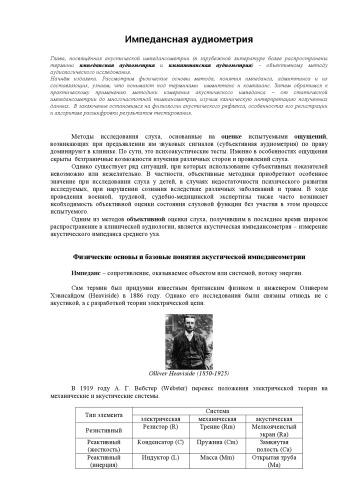 Импедансная аудиометрия
Глава, посвящённая акустической импедансометрии (в зарубежной литературе более распространены
термины импедансная аудиометрия и иммитансная аудиометрия) – объективному методу
аудиологического исследования.
Начнём издалека. Рассмотрим физические основы метода, понятия импеданса, адмиттанса и их
составляющих, узнаем, что понимают под терминами иммитанс и комплианс. Затем обратимся к
практическому применению методики измерения акустического импеданса – от статической
импедансометрии до многочастотной тимпанометрии, изучим клиническую интерпретацию полученных
данных. В заключение остановимся на физиологии акустического рефлекса, особенностях его регистрации
и алгоритме расшифровки результатов тестирования.
Методы исследования слуха, основанные на оценке испытуемыми ощущений,
возникающих при предъявлении им звуковых сигналов (субъективная аудиометрия) по праву
доминируют в клинике. По сути, это психоакустические тесты. Именно в особенностях ощущения
скрыты безграничные возможности изучения различных сторон и проявлений слуха.
Однако существует ряд ситуаций, при которых использование субъективных показателей
невозможно или нежелательно. В частности, объективные методики приобретают особенное
значение при исследовании слуха у детей, в случаях недостаточности психического развития
исследуемых, при нарушении сознания вследствие различных заболеваний и травм. В ходе
проведения военной, трудовой, судебно-медицинской экспертизы также часто возникает
необходимость объективной оценки состояния слуховой функции без участия в этом процессе
испытуемого.
Одним из методов объективной оценки слуха, получившим в последнее время широкое
распространение в клинической аудиологии, является акустическая импедансометрия – измерение
акустического импеданса среднего уха.
Физические основы и базовые понятия акустической импедансометрии
Импеданс – сопротивление, оказываемое объектом или системой, потоку энергии.
Сам термин был придуман известным британским физиком и инженером Оливером
Хэвисайдом (Heaviside) в 1886 году. Однако его исследования были связаны отнюдь не с
акустикой, а с разработкой теории электрической цепи.
Olliver Heaviside (1850-1925)
В 1919 году А. Г. Вебстер (Webster) перенес положения электрической теории на
механические и акустические системы.
Тип элемента Система
электрическая механическая акустическая
Резистивный Резистор (R) Трение (Rm) Мелкоячеистый
экран (Ra)
Реактивный Конденсатор (C) Пружина (Cm) Замкнутая
(жесткость) полость (Ca)
Реактивный Индуктор (L) Масса (Mm) Открытая труба
(инерция) (Ma)